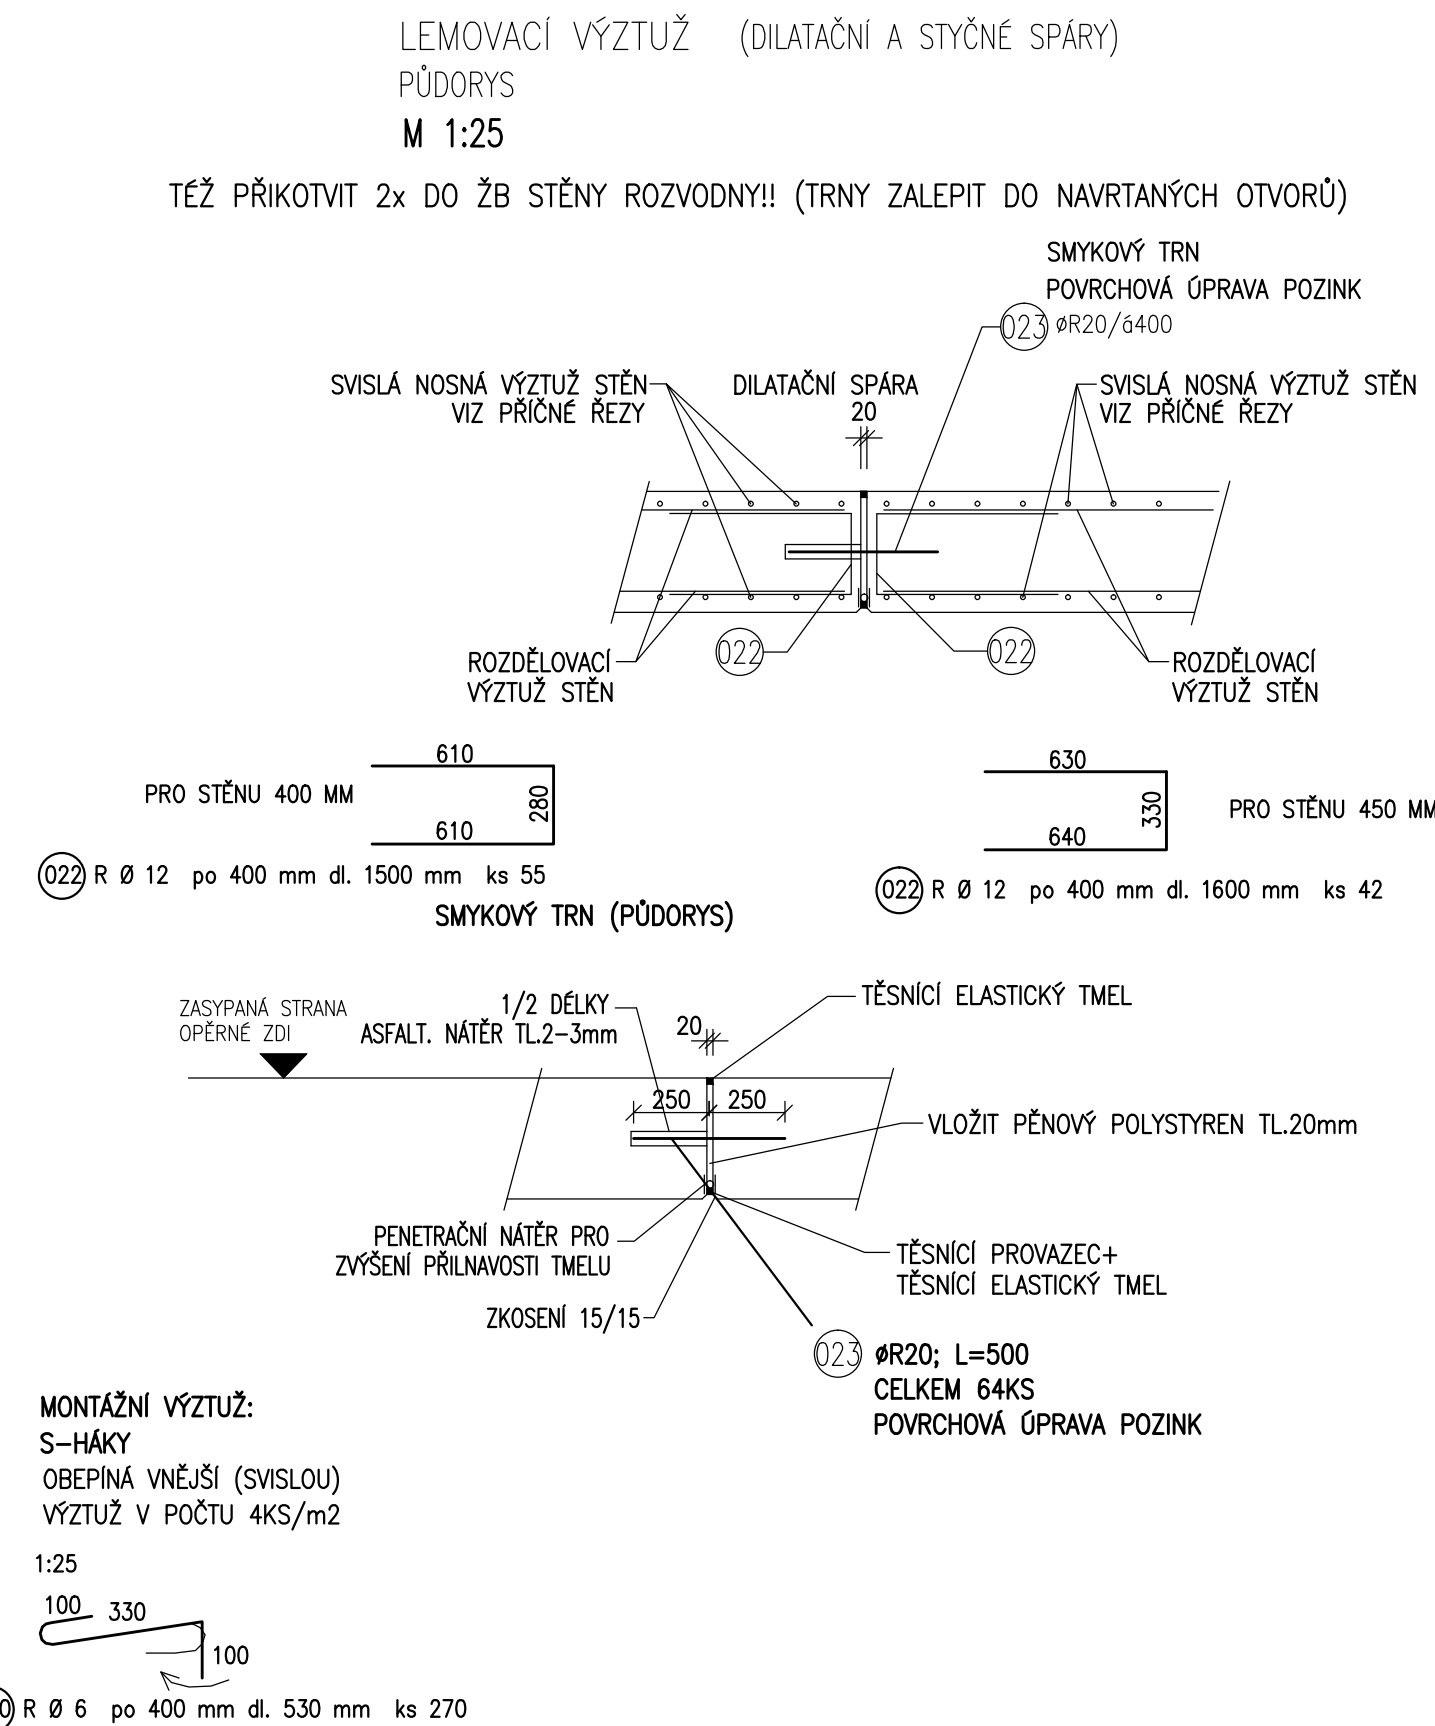 LEMOVACÍ VÝZTUŽ (DILATAČNÍ A STYČNÉ SPÁRY)
PŮDORYS
M 1:25
TÉŽ PŘIKOTVIT 2x DO ŽB STĚNY ROZVODNY!! (TRNY ZALEPIT DO NAVRTANÝCH OTVORŮ)
SMYKOVÝ TRN
POVRCHOVÁ ÚPRAVA POZINK
023 øR20/á400
SVISLÁ NOSNÁ VÝZTUŽ STĚN
VIZ PŘÍČNÉ ŘEZY
DILATAČNÍ SPÁRA
20
SVISLÁ NOSNÁ VÝZTUŽ STĚN
VIZ PŘÍČNÉ ŘEZY
ROZDĚLOVACÍ
VÝZTUŽ STĚN
022
022
ROZDĚLOVACÍ
VÝZTUŽ STĚN
610
PRO STĚNU 400 MM
280
610
022 R Ø 12 po 400 mm dl. 1500 mm ks 55
630
330
PRO STĚNU 450 MM
640
022 R Ø 12 po 400 mm dl. 1600 mm ks 42
SMYKOVÝ TRN (PŮDORYS)
ZASYPANÁ STRANA
OPĚRNÉ ZDI
1/2 DÉLKY
ASFALT. NÁTĚR TL.2-3mm
20
TĚSNÍCÍ ELASTICKÝ TMEL
250 250
VLOŽIT PĚNOVÝ POLYSTYREN TL.20mm
PENETRAČNÍ NÁTĚR PRO
ZVÝŠENÍ PŘILNAVOSTI TMELU
TĚSNÍCÍ PROVAZEC+
TĚSNÍCÍ ELASTICKÝ TMEL
ZKOSENÍ 15/15
023 øR20; L=500
CELKEM 64KS
POVRCHOVÁ ÚPRAVA POZINK
MONTÁŽNÍ VÝZTUŽ:
S-HÁKY
OBEPÍNÁ VNĚJŠÍ (SVISLOU)
VÝZTUŽ V POČTU 4KS/m2
1:25
100 330
100
R Ø 6 po 400 mm dl. 530 mm ks 270